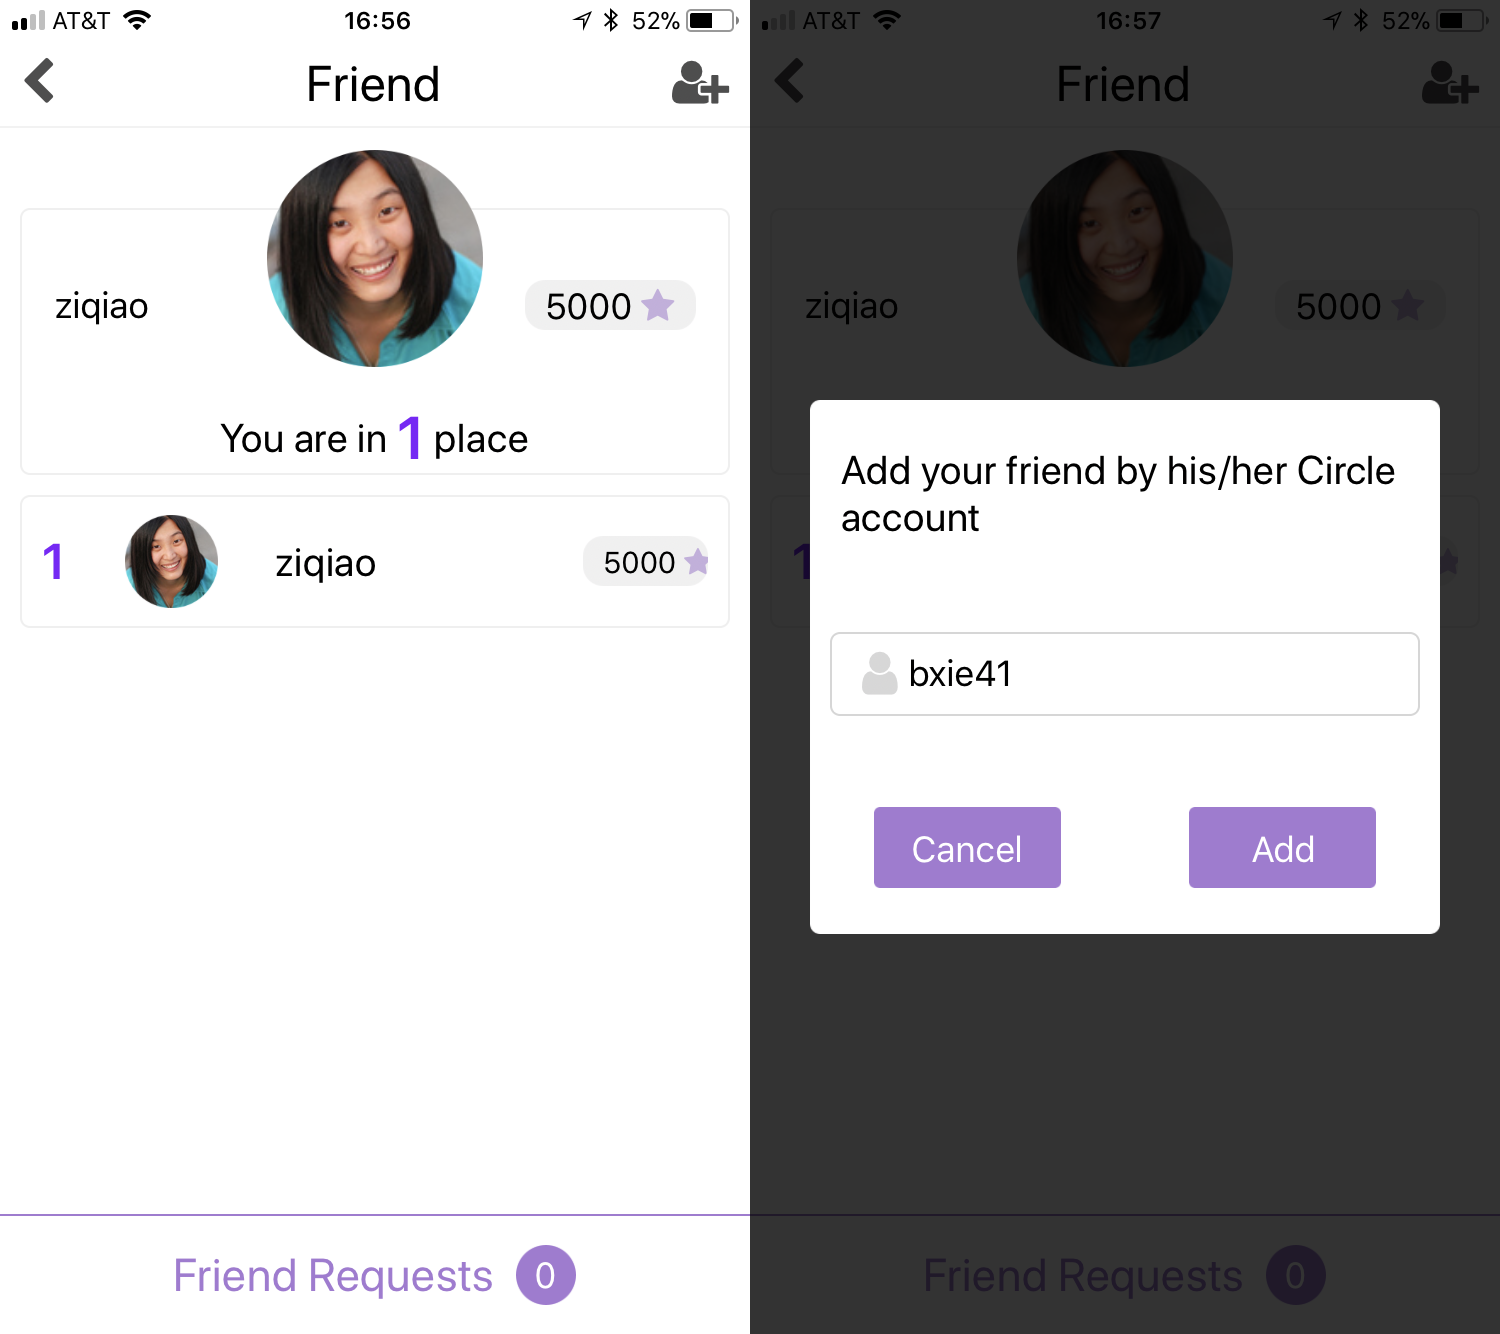 AT&T 16:56 52%
Friend
ziqiao 5000
You are in 1 place
1 ziqiao 5000
Friend Requests 0
AT&T 16:57 52%
Friend
ziqiao 5000
1
Add your friend by his/her Circle
account
bxie41
Cancel Add
Friend Requests 0